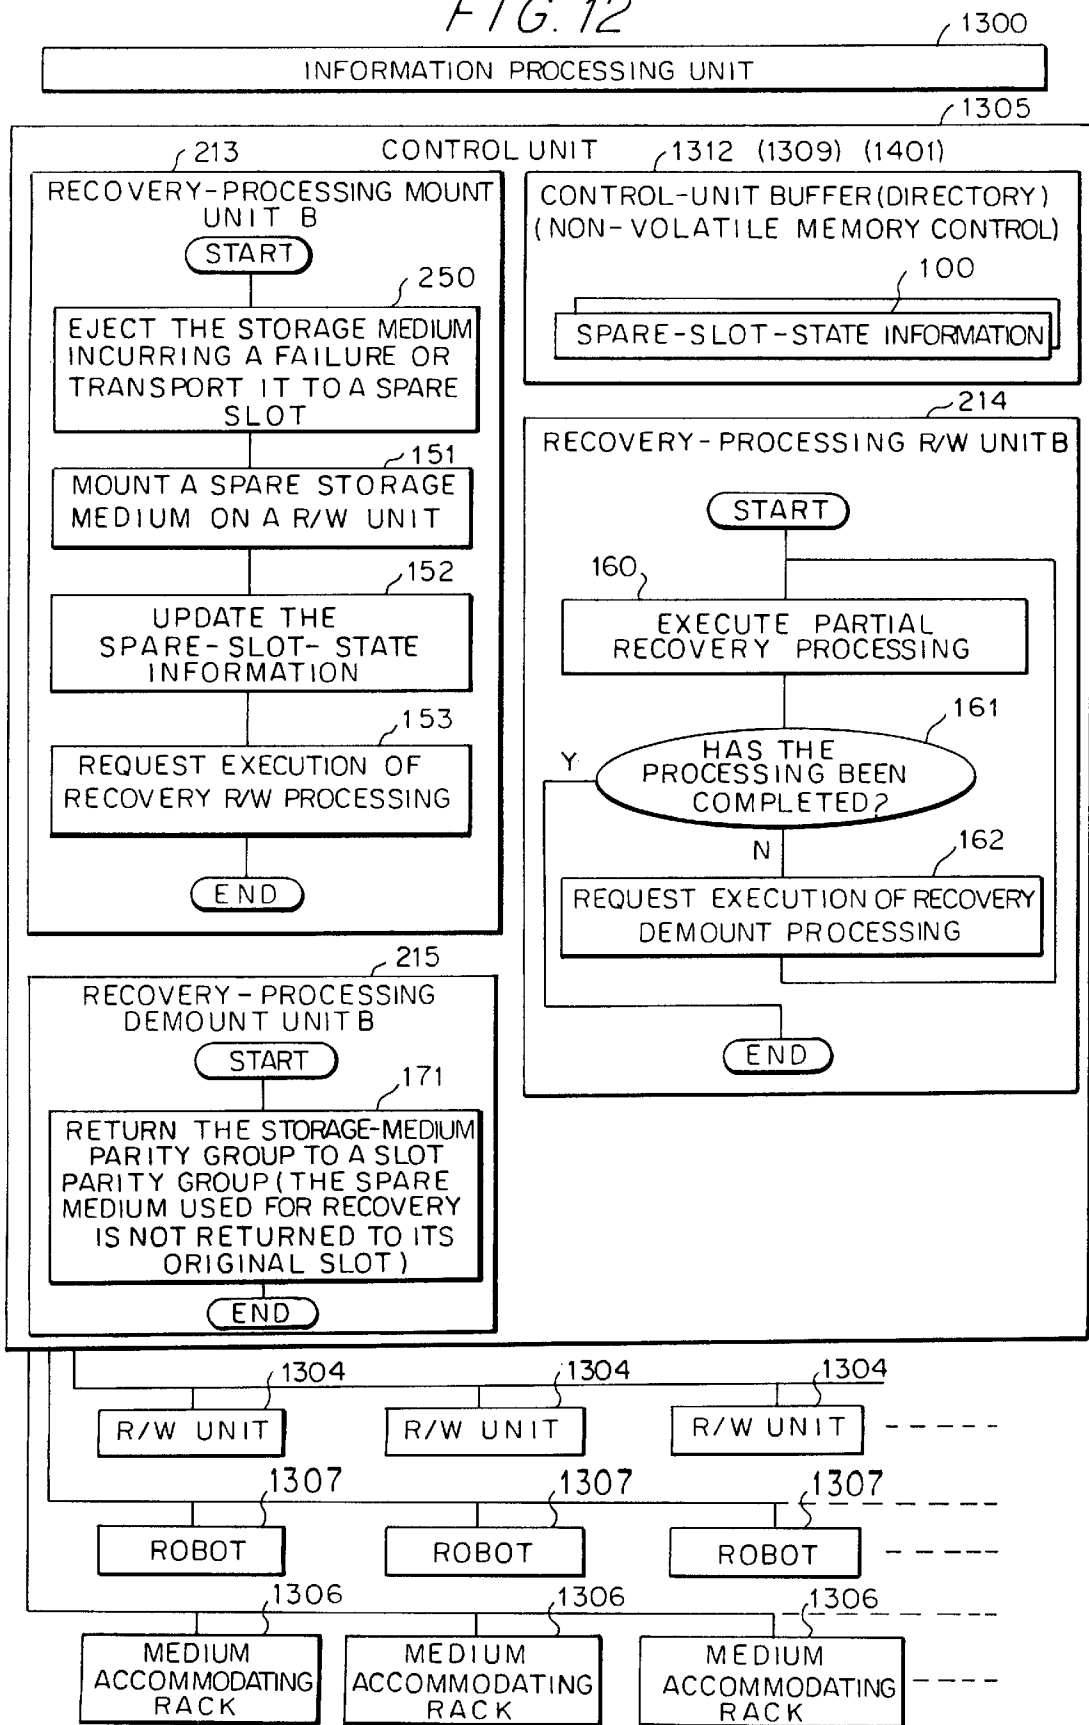 FIG. 12
1300
INFORMATION PROCESSING UNIT
1305
CONTROL UNIT
213
RECOVERY-PROCESSING MOUNT
UNIT B
START
250
EJECT THE STORAGE MEDIUM
INCURRING A FAILURE OR
TRANSPORT IT TO A SPARE
SLOT
151
MOUNT A SPARE STORAGE
MEDIUM ON A R/W UNIT
152
UPDATE THE
SPARE-SLOT-STATE
INFORMATION
153
REQUEST EXECUTION OF
RECOVERY R/W PROCESSING
END
1312 (1309) (1401)
CONTROL-UNIT BUFFER (DIRECTORY)
(NON-VOLATILE MEMORY CONTROL)
100
SPARE-SLOT-STATE INFORMATION
214
RECOVERY-PROCESSING R/W UNIT B
START
160
EXECUTE PARTIAL
RECOVERY PROCESSING
161
HAS THE
PROCESSING BEEN
COMPLETED?
Y
N
162
REQUEST EXECUTION OF RECOVERY
DEMOUNT PROCESSING
END
215
RECOVERY-PROCESSING
DEMOUNT UNIT B
START
171
RETURN THE STORAGE-MEDIUM
PARITY GROUP TO A SLOT
PARITY GROUP (THE SPARE
MEDIUM USED FOR RECOVERY
IS NOT RETURNED TO ITS
ORIGINAL SLOT)
END
1304 1304 1304
R/W UNIT R/W UNIT R/W UNIT
1307 1307 1307
ROBOT ROBOT ROBOT
1306 1306 1306
MEDIUM MEDIUM MEDIUM
ACCOMMODATING ACCOMMODATING ACCOMMODATING
RACK RACK RACK